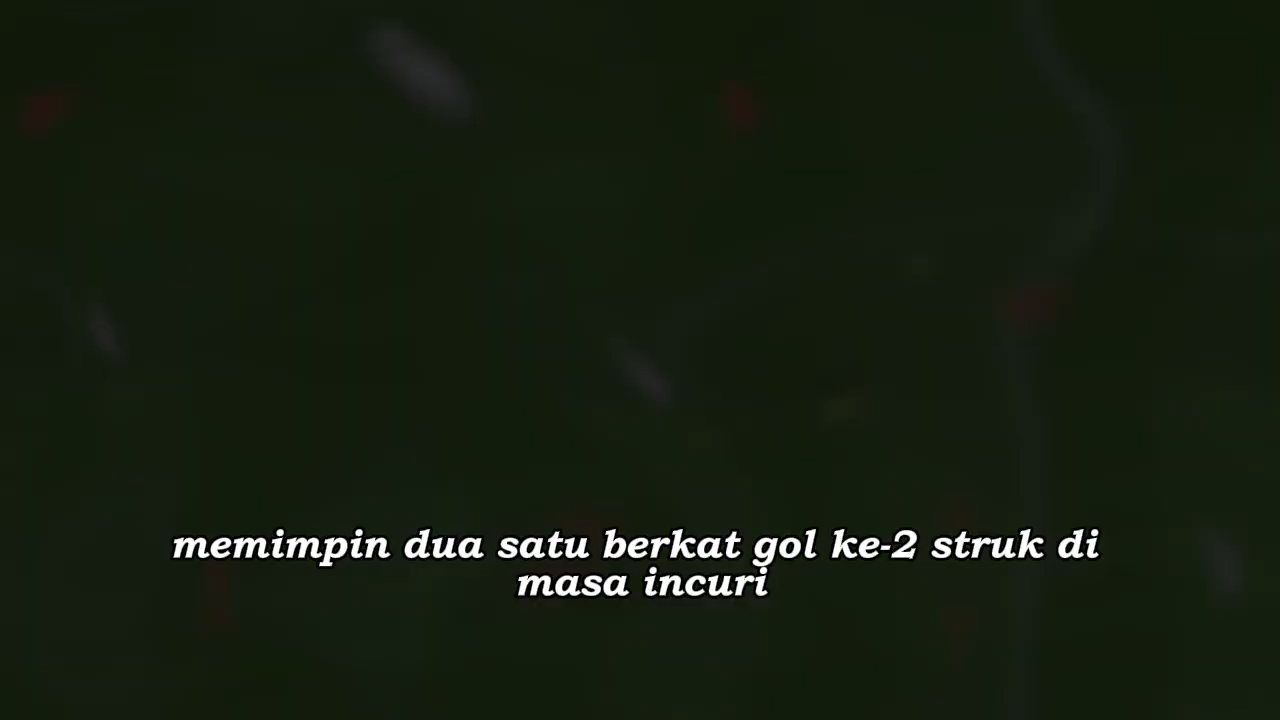 memimpin dua satu berkat gol ke-2 struk di
masa incuri